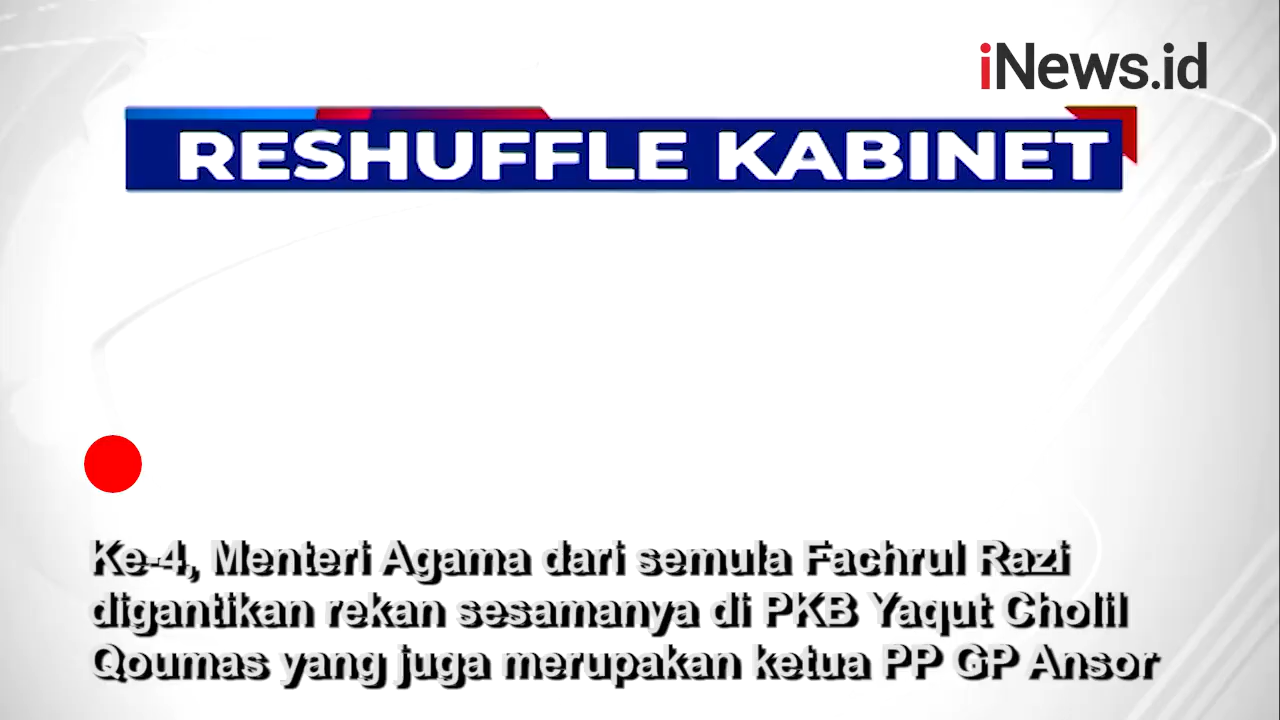 iNews.id
RESHUFFLE KABINET
Ke-4, Menteri Agama dari semula Fachrul Razi
digantikan rekan sesamanya di PKB Yaqut Cholil
Qoumas yang juga merupakan ketua PP GP Ansor